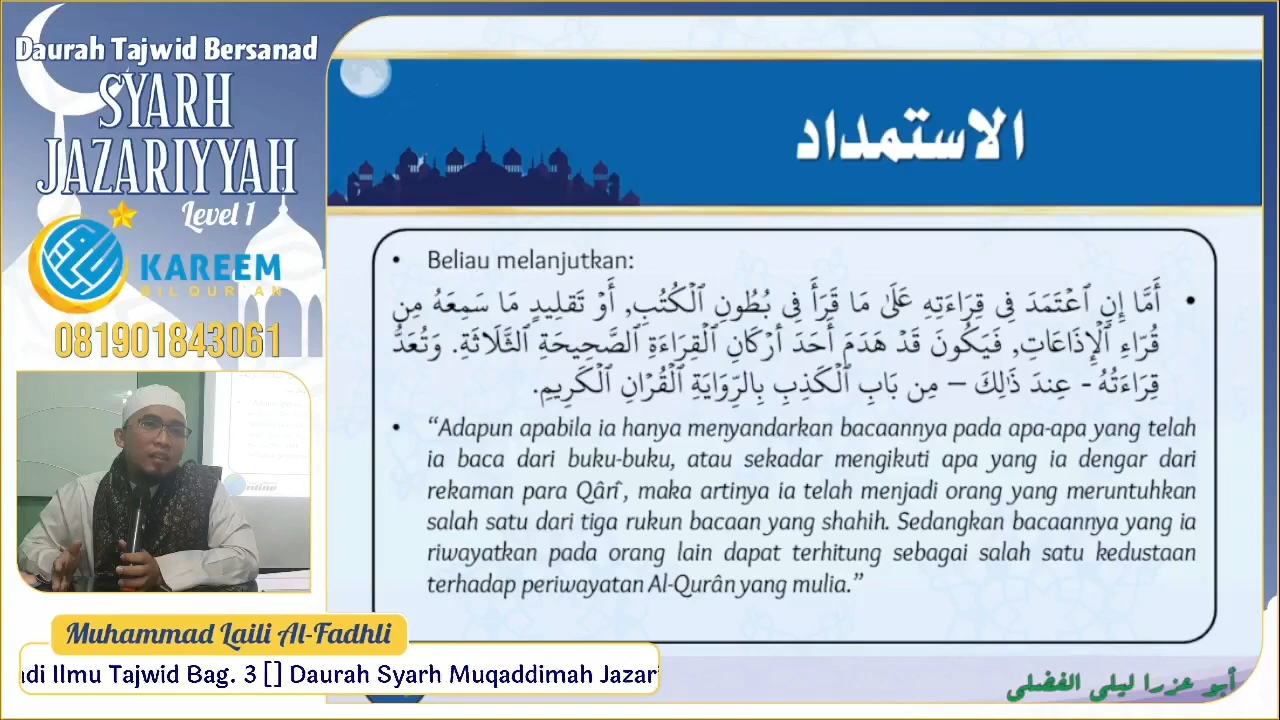 Daurah Tajwid Bersanad
SYARH
JAZARIYYAH
Level 1
KAREEM
BILQUR'AN
081901843061
الاستمداد
• Beliau melanjutkan:
• أَمَّا إِنِ ٱعْتَمَدَ فِي قِرَاءَتِهِ عَلَىٰ مَا قَرَأَ فِي بُطُونِ ٱلْكُتُبِ, أَوْ تَقْلِيدٍ مَا سَمِعَهُ مِن
قُرَّاءِ ٱلْإِذَاعَاتِ, فَيَكُونَ قَدْ هَدَمَ أَحَدَ أَرْكَانِ ٱلْقِرَاءَةِ ٱلصَّحِيحَةِ ٱلثَّلَاثَةِ. وَتُعَدُّ
قِرَاءَتُهُ - عِندَ ذَالِكَ – مِن بَابِ ٱلْكَذِبِ بِالرِّوَايَةِ ٱلْقُرْانِ ٱلْكَرِيمِ.
• “Adapun apabila ia hanya menyandarkan bacaannya pada apa-apa yang telah
ia baca dari buku-buku, atau sekadar mengikuti apa yang ia dengar dari
rekaman para Qâri`, maka artinya ia telah menjadi orang yang meruntuhkan
salah satu dari tiga rukun bacaan yang shahih. Sedangkan bacaannya yang ia
riwayatkan pada orang lain dapat terhitung sebagai salah satu kedustaan
terhadap periwayatan Al-Qurân yang mulia.”
Muhammad Laili Al-Fadhli
di Ilmu Tajwid Bag. 3 [] Daurah Syarh Muqaddimah Jazar
أبو عزرا ليلى الفضلى